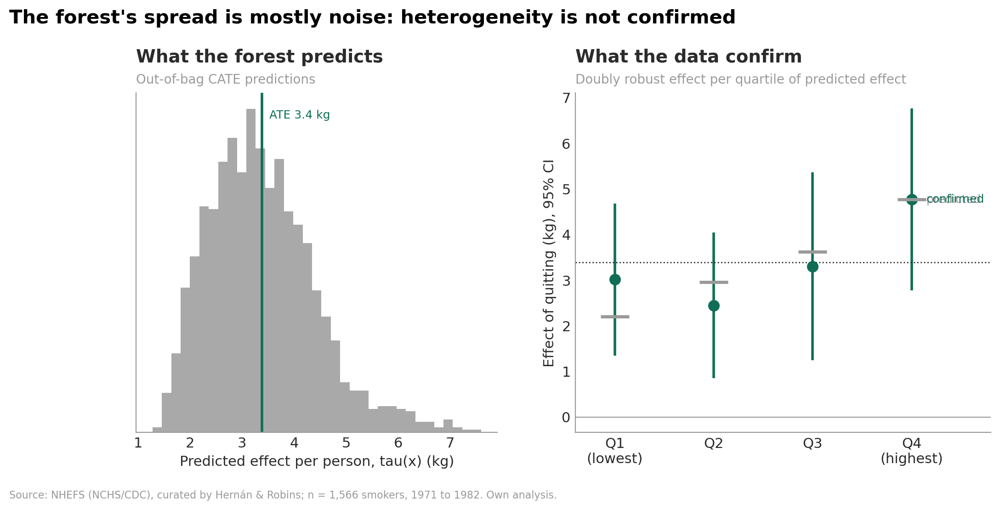 The forest's spread is mostly noise: heterogeneity is not confirmed
What the forest predicts
Out-of-bag CATE predictions
ATE 3.4 kg
1 2 3 4 5 6 7
Predicted effect per person, tau(x) (kg)
What the data confirm
Doubly robust effect per quartile of predicted effect
Effect of quitting (kg), 95% CI
7
6
5
4
3
2
1
0
confirmed
predicted
Q1 Q2 Q3 Q4
(lowest) (highest)
Source: NHEFS (NCHS/CDC), curated by Hernán & Robins; n = 1,566 smokers, 1971 to 1982. Own analysis.